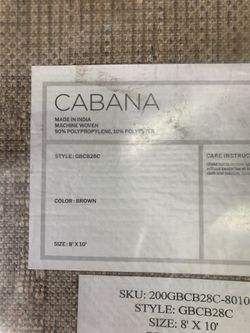 CABANA
MADE IN INDIA
MACHINE WOVEN
90% POLYPROPYLENE, 10% POLYESTER
STYLE: GBCB28C
CARE INSTRUC
COLOR: BROWN
SIZE: 8' X 10'
SKU: 200GBCB28C-8010
STYLE: GBCB28C
SIZE: 8' X 10'